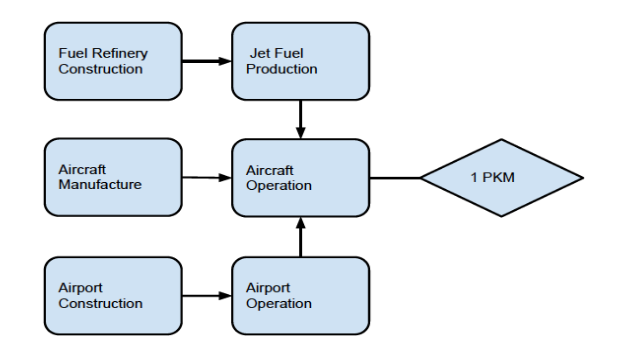 Fuel Refinery
Construction
Jet Fuel
Production
Aircraft
Manufacture
Aircraft
Operation
1 PKM
Airport
Construction
Airport
Operation